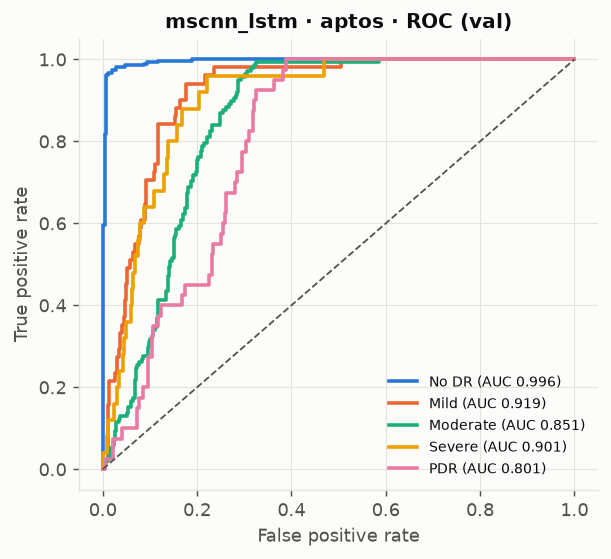 mscnn_lstm · aptos · ROC (val)
1.0
0.8
0.6
0.4
0.2
0.0
True positive rate
No DR (AUC 0.996)
Mild (AUC 0.919)
Moderate (AUC 0.851)
Severe (AUC 0.901)
PDR (AUC 0.801)
0.0 0.2 0.4 0.6 0.8 1.0
False positive rate